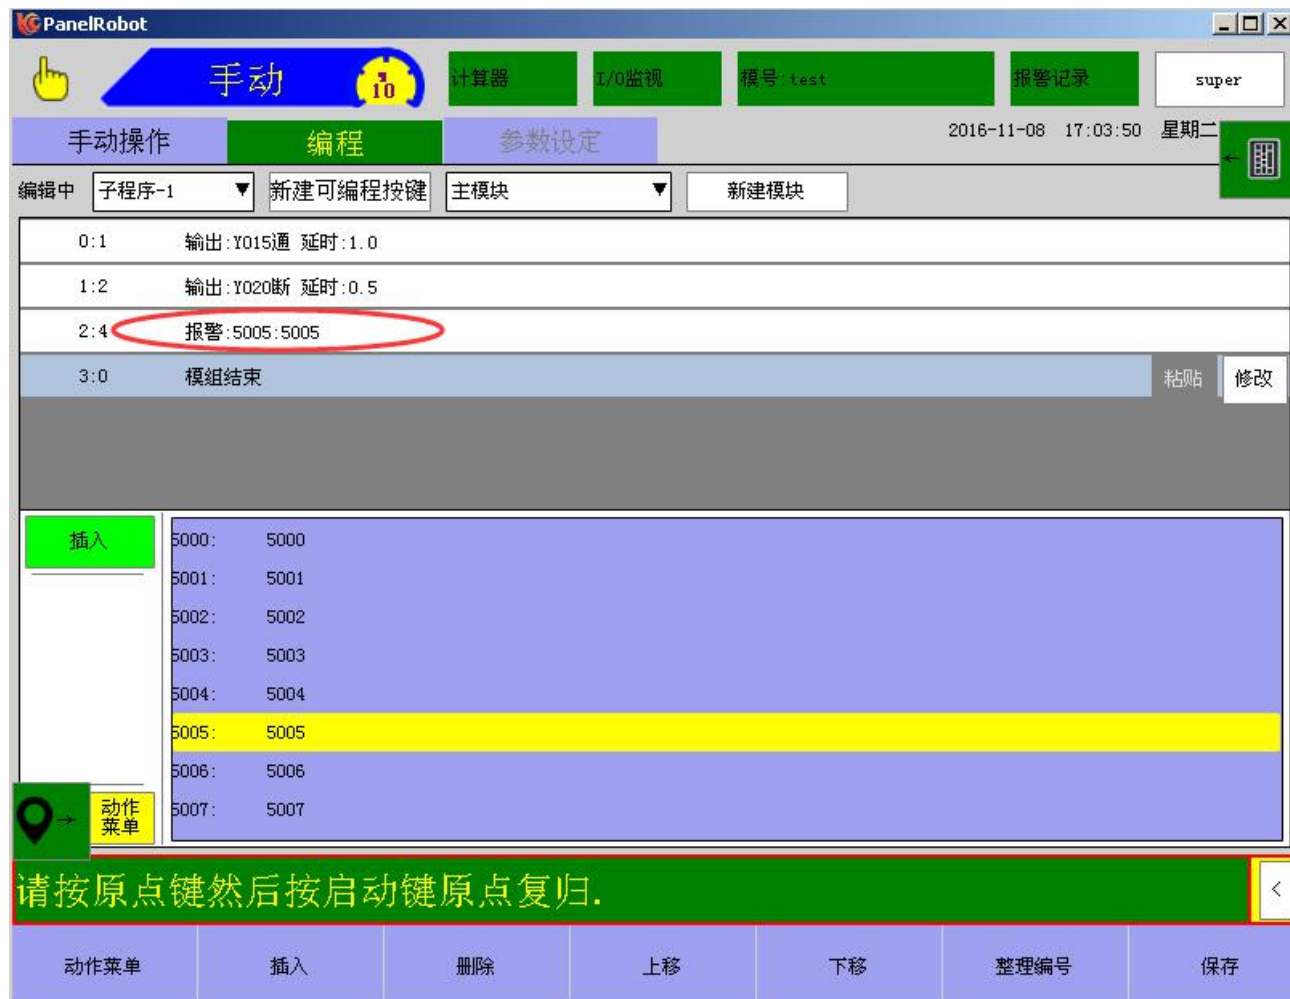 PanelRobot
手动 10 计算器 I/O监视 模号:test 报警记录 super
手动操作 编程 参数设定 2016-11-08 17:03:50 星期二
编辑中 子程序-1 新建可编程按键 主模块 新建模块
0:1 输出:Y015通 延时:1.0
1:2 输出:Y020断 延时:0.5
2:4 报警:5005:5005
3:0 模组结束 粘贴 修改
插入
5000: 5000
5001: 5001
5002: 5002
5003: 5003
5004: 5004
5005: 5005
5006: 5006
动作菜单
5007: 5007
请按原点键然后按启动键原点复归.
动作菜单 插入 删除 上移 下移 整理编号 保存